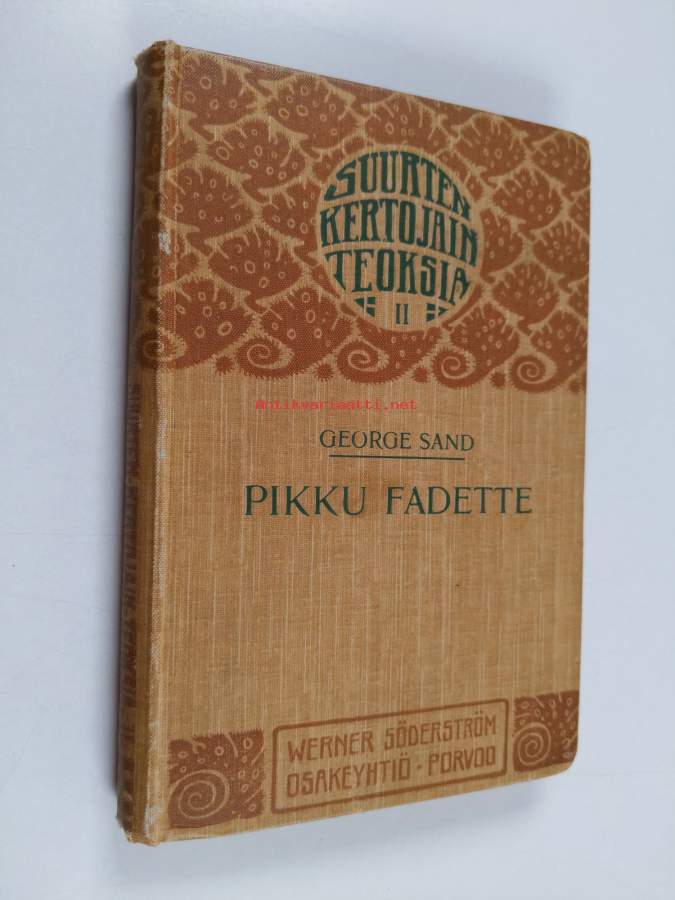 SUURTEN
KERTOJAIN
TEOKSIA
II
Antikvariaatti.net
GEORGE SAND
PIKKU FADETTE
WERNER SÖDERSTRÖM
OSAKEYHTIÖ · PORVOO